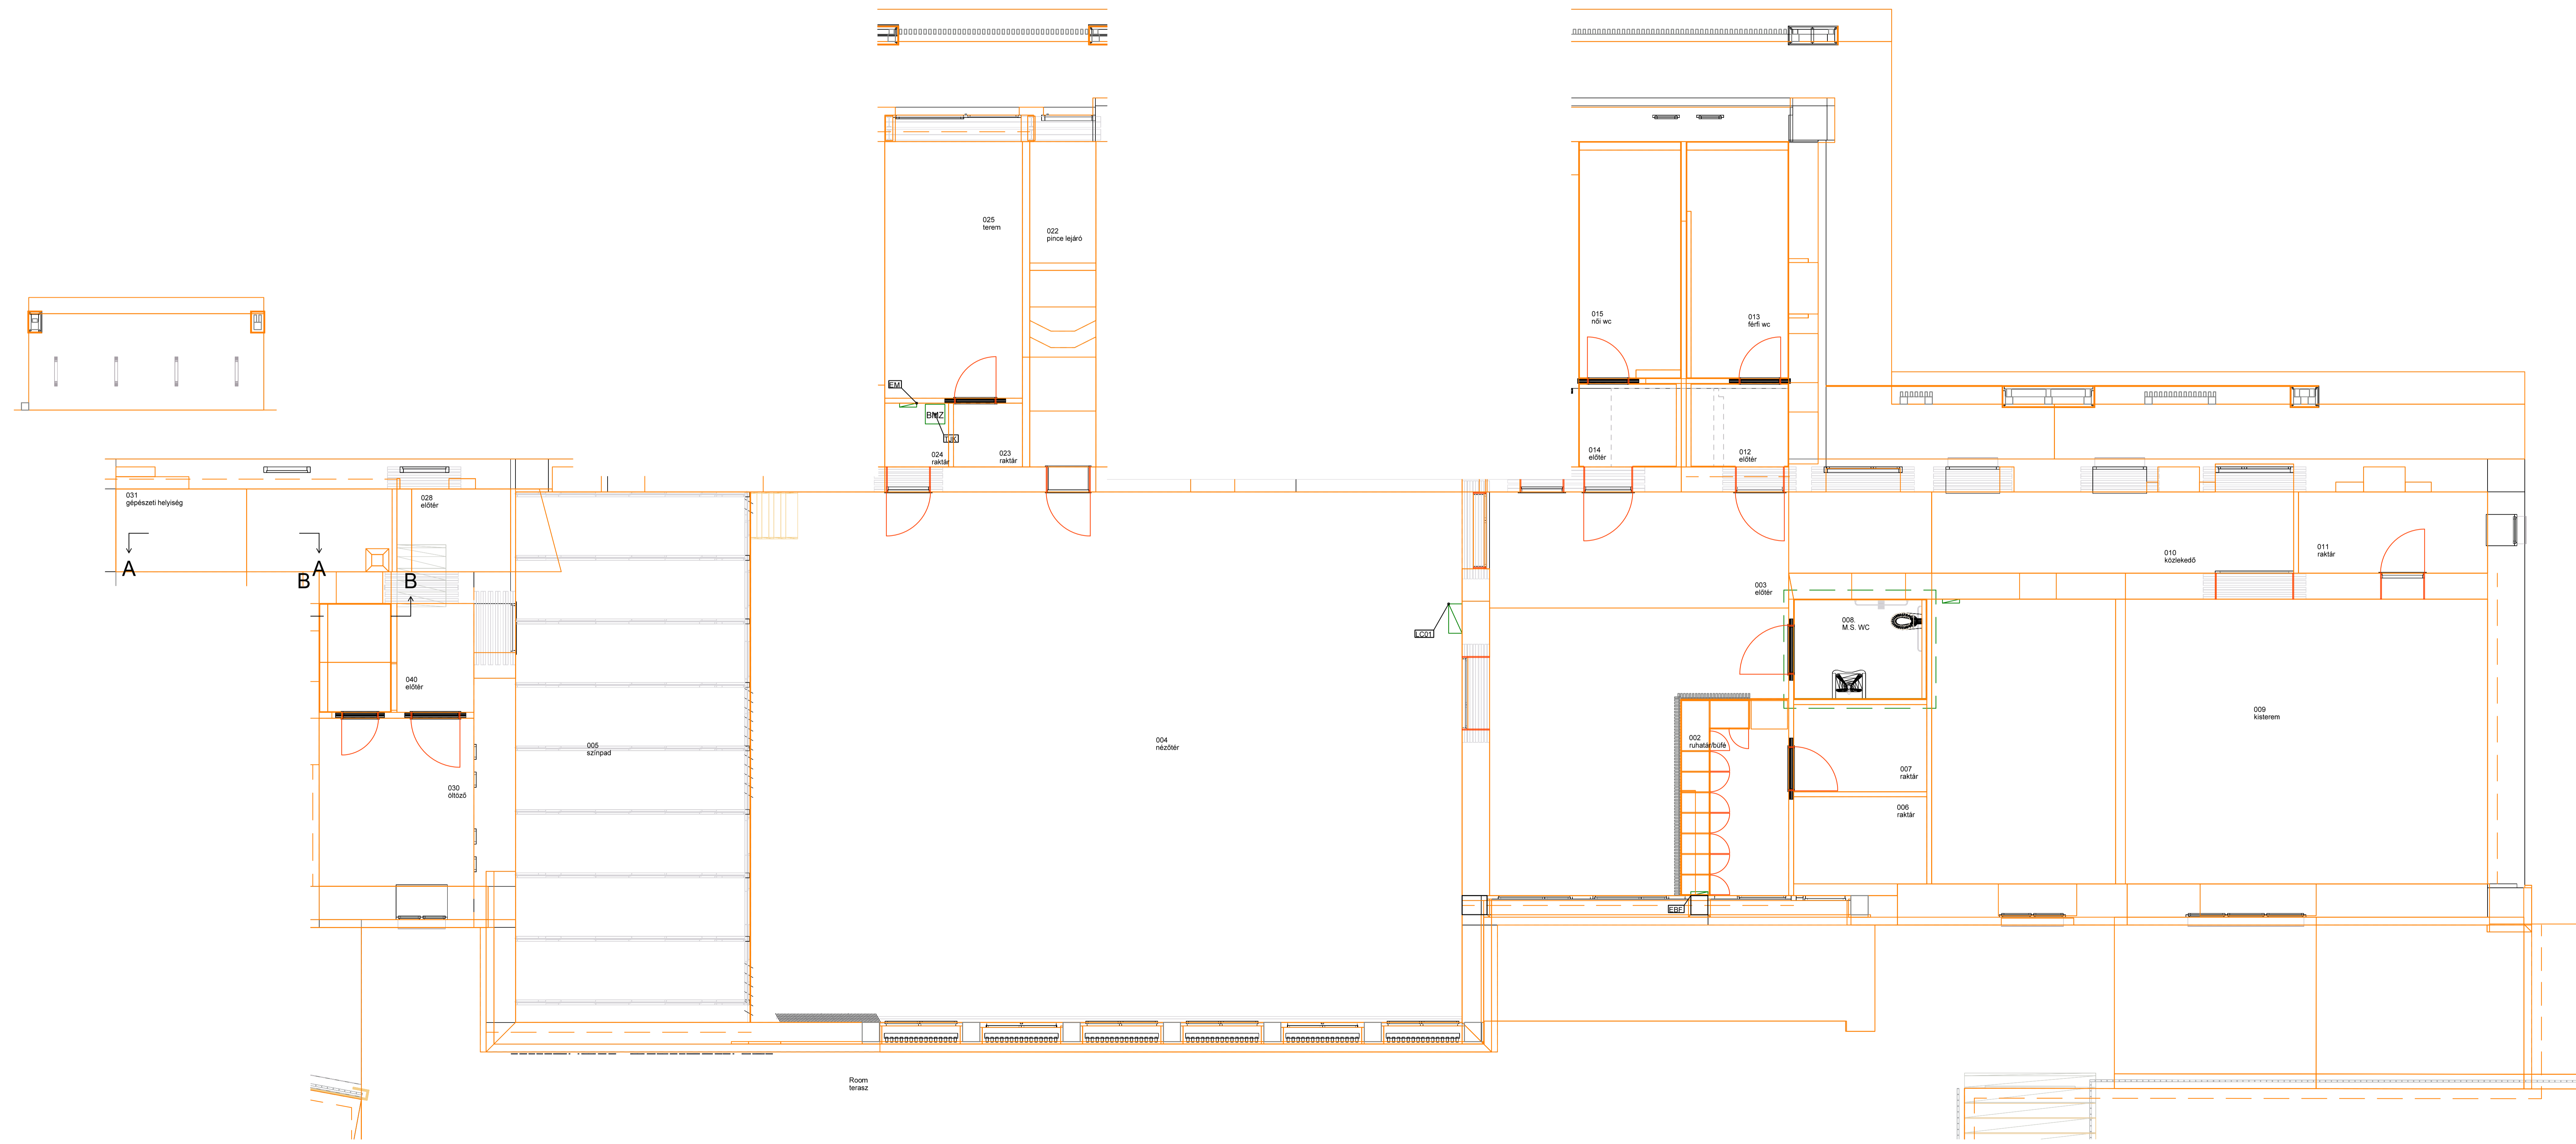 025
terem
022
pince lejáró
015
női wc
013
férfi wc
EM
BMZ
TJK
024
raktár
023
raktár
014
előtér
012
előtér
031
gépészeti helyiség
028
előtér
010
közlekedő
011
raktár
A
A
B
B
003
előtér
008.
M.S. WC
LC01
040
előtér
009
kisterem
005
színpad
004
nézőtér
002
ruhatár/büfé
007
raktár
030
öltöző
006
raktár
EBF
Room
terasz